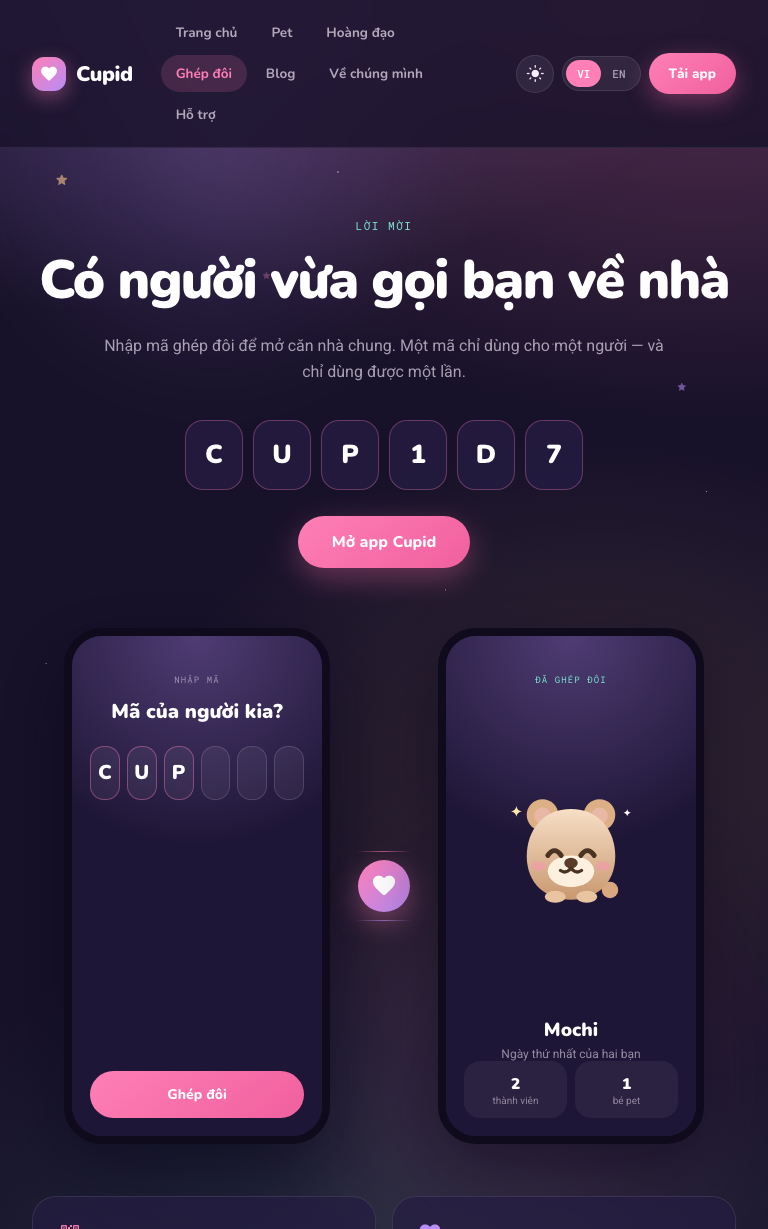 Cupid
Trang chủ
Pet
Hoàng đạo
Ghép đôi
Blog
Về chúng mình
Hỗ trợ
VI
EN
Tải app
LỜI MỜI
Có người vừa gọi bạn về nhà
Nhập mã ghép đôi để mở căn nhà chung. Một mã chỉ dùng cho một người — và
chỉ dùng được một lần.
C U P 1 D 7
Mở app Cupid
NHẬP MÃ
Mã của người kia?
C U P
Ghép đôi
ĐÃ GHÉP ĐÔI
Mochi
Ngày thứ nhất của hai bạn
2
thành viên
1
bé pet